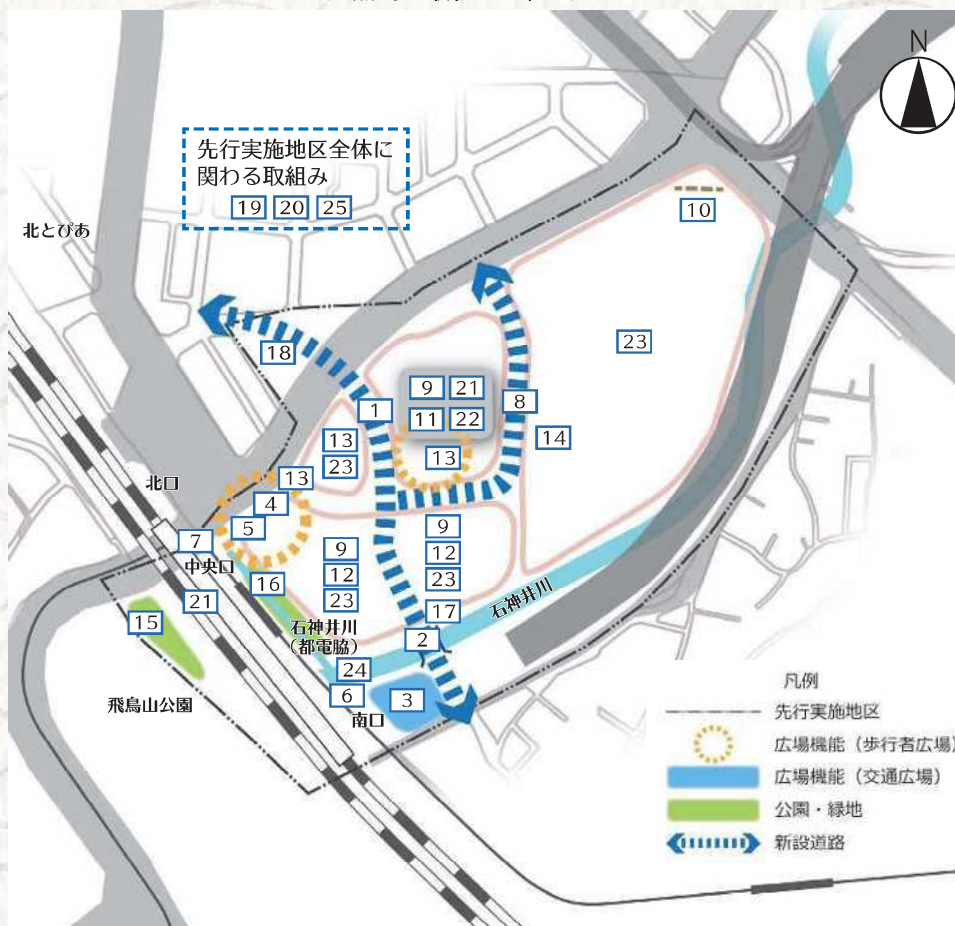 N
先行実施地区全体に
関わる取組み
19 20 25
北とぴあ
10
23
18
1
9 21
11 22
8
13
14
13
23
13
4
5
北口
7
中央口
16
21
15
9
12
23
9
12
23
17
2
石神井川
石神井川
(都電脇)
24
6
3
南口
飛鳥山公園
凡例
先行実施地区
広場機能（歩行者広場）
広場機能（交通広場）
公園・緑地
新設道路